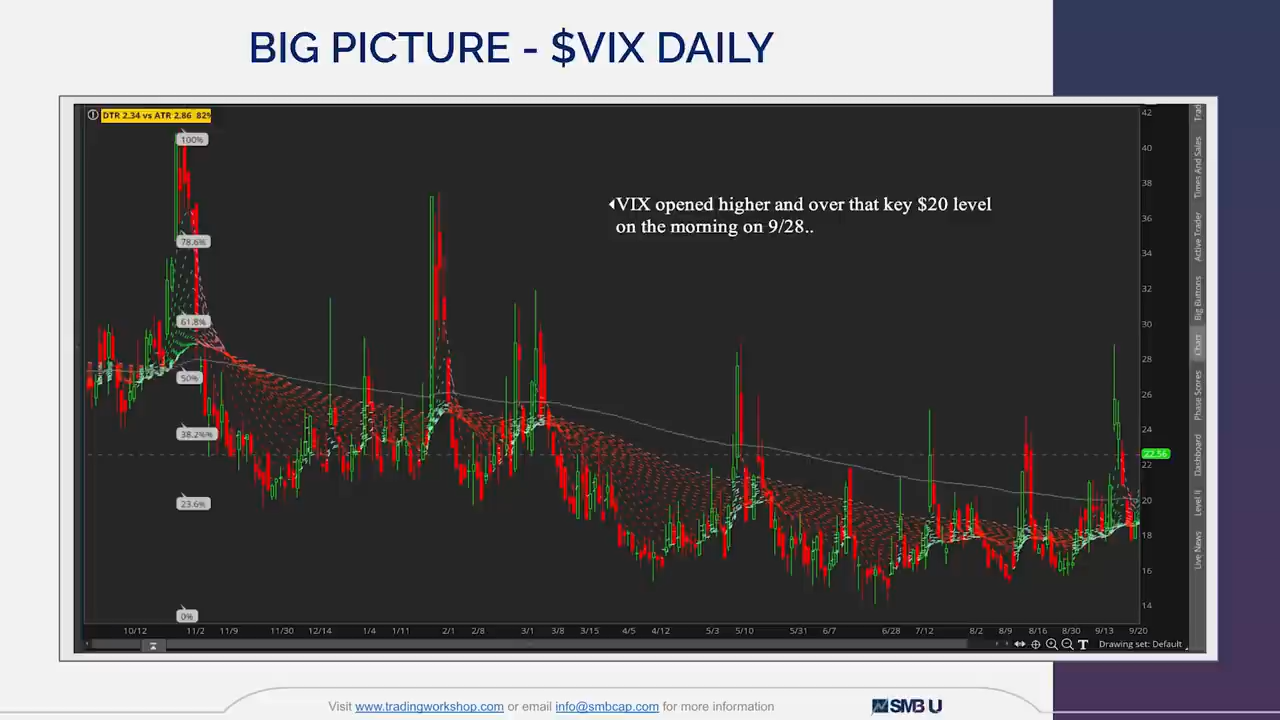 BIG PICTURE - $VIX DAILY
DTR 2.34 vs ATR 2.86 82%
100%
78.6%
61.8%
50%
38.2%%
23.6%
0%
VIX opened higher and over that key $20 level
on the morning on 9/28..
42
40
38
36
34
32
30
28
26
24
22.56
22
20
18
16
14
Trad
Times And Sales
Active Trader
Big Buttons
Chart
Phase Scores
Dashboard
Level II
Live News
10/12 11/2 11/9 11/30 12/14 1/4 1/11 2/1 2/8 3/1 3/8 3/15 4/5 4/12 5/3 5/10 5/31 6/7 6/28 7/12 8/2 8/9 8/16 8/30 9/13 9/20
T Drawing set: Default
Visit www.tradingworkshop.com or email info@smbcap.com for more information
SMB U